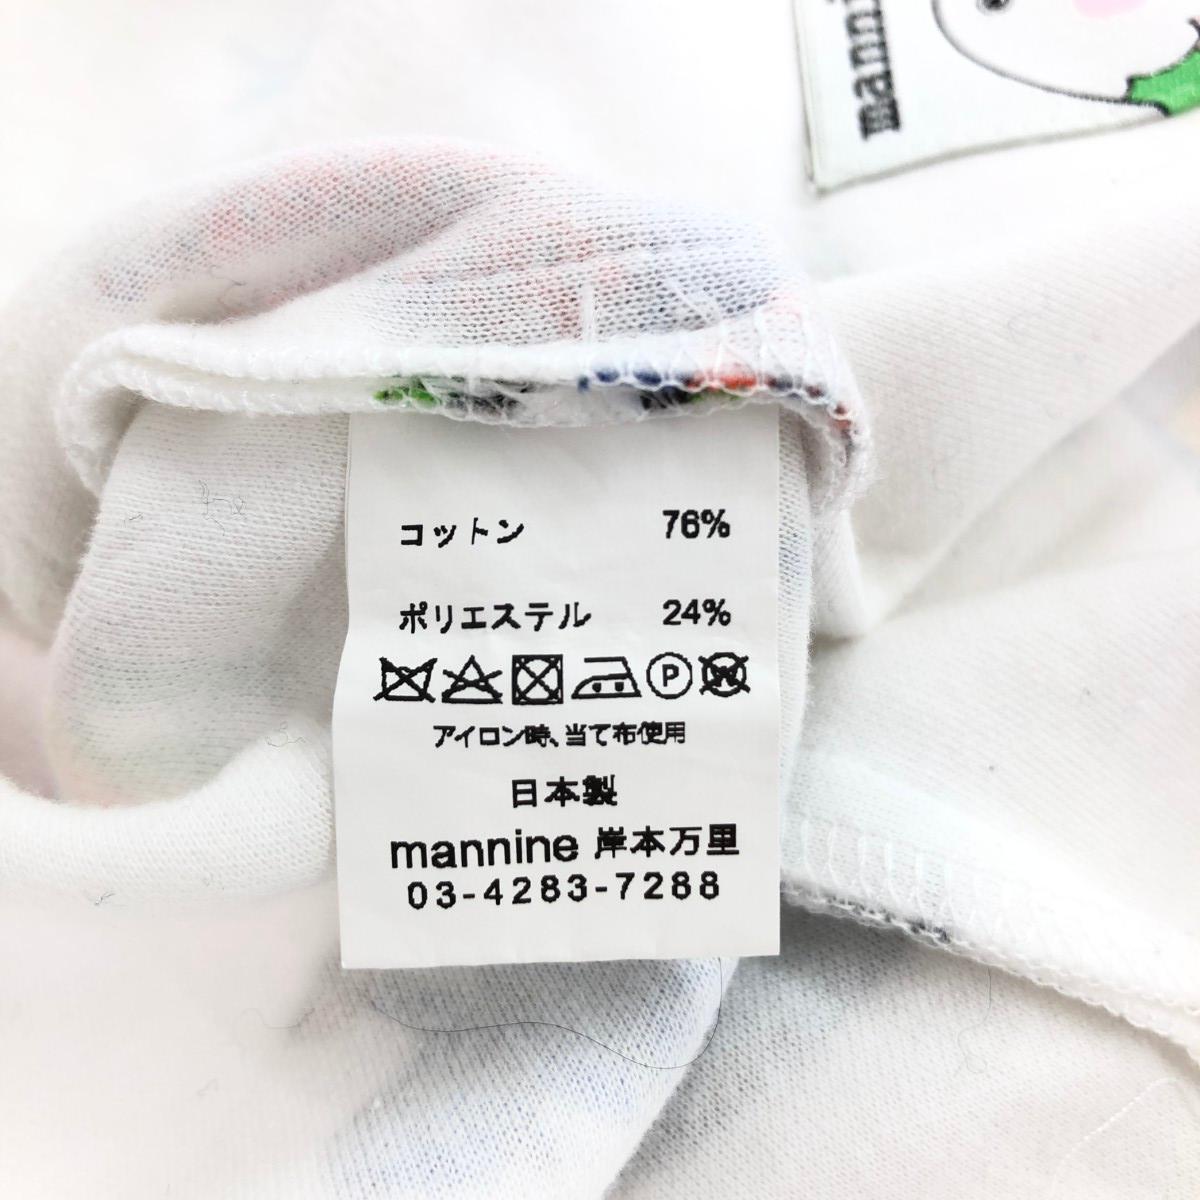 manni
コットン 76%
ポリエステル 24%
P W
アイロン時、当て布使用
日本製
mannine 岸本万里
03-4283-7288